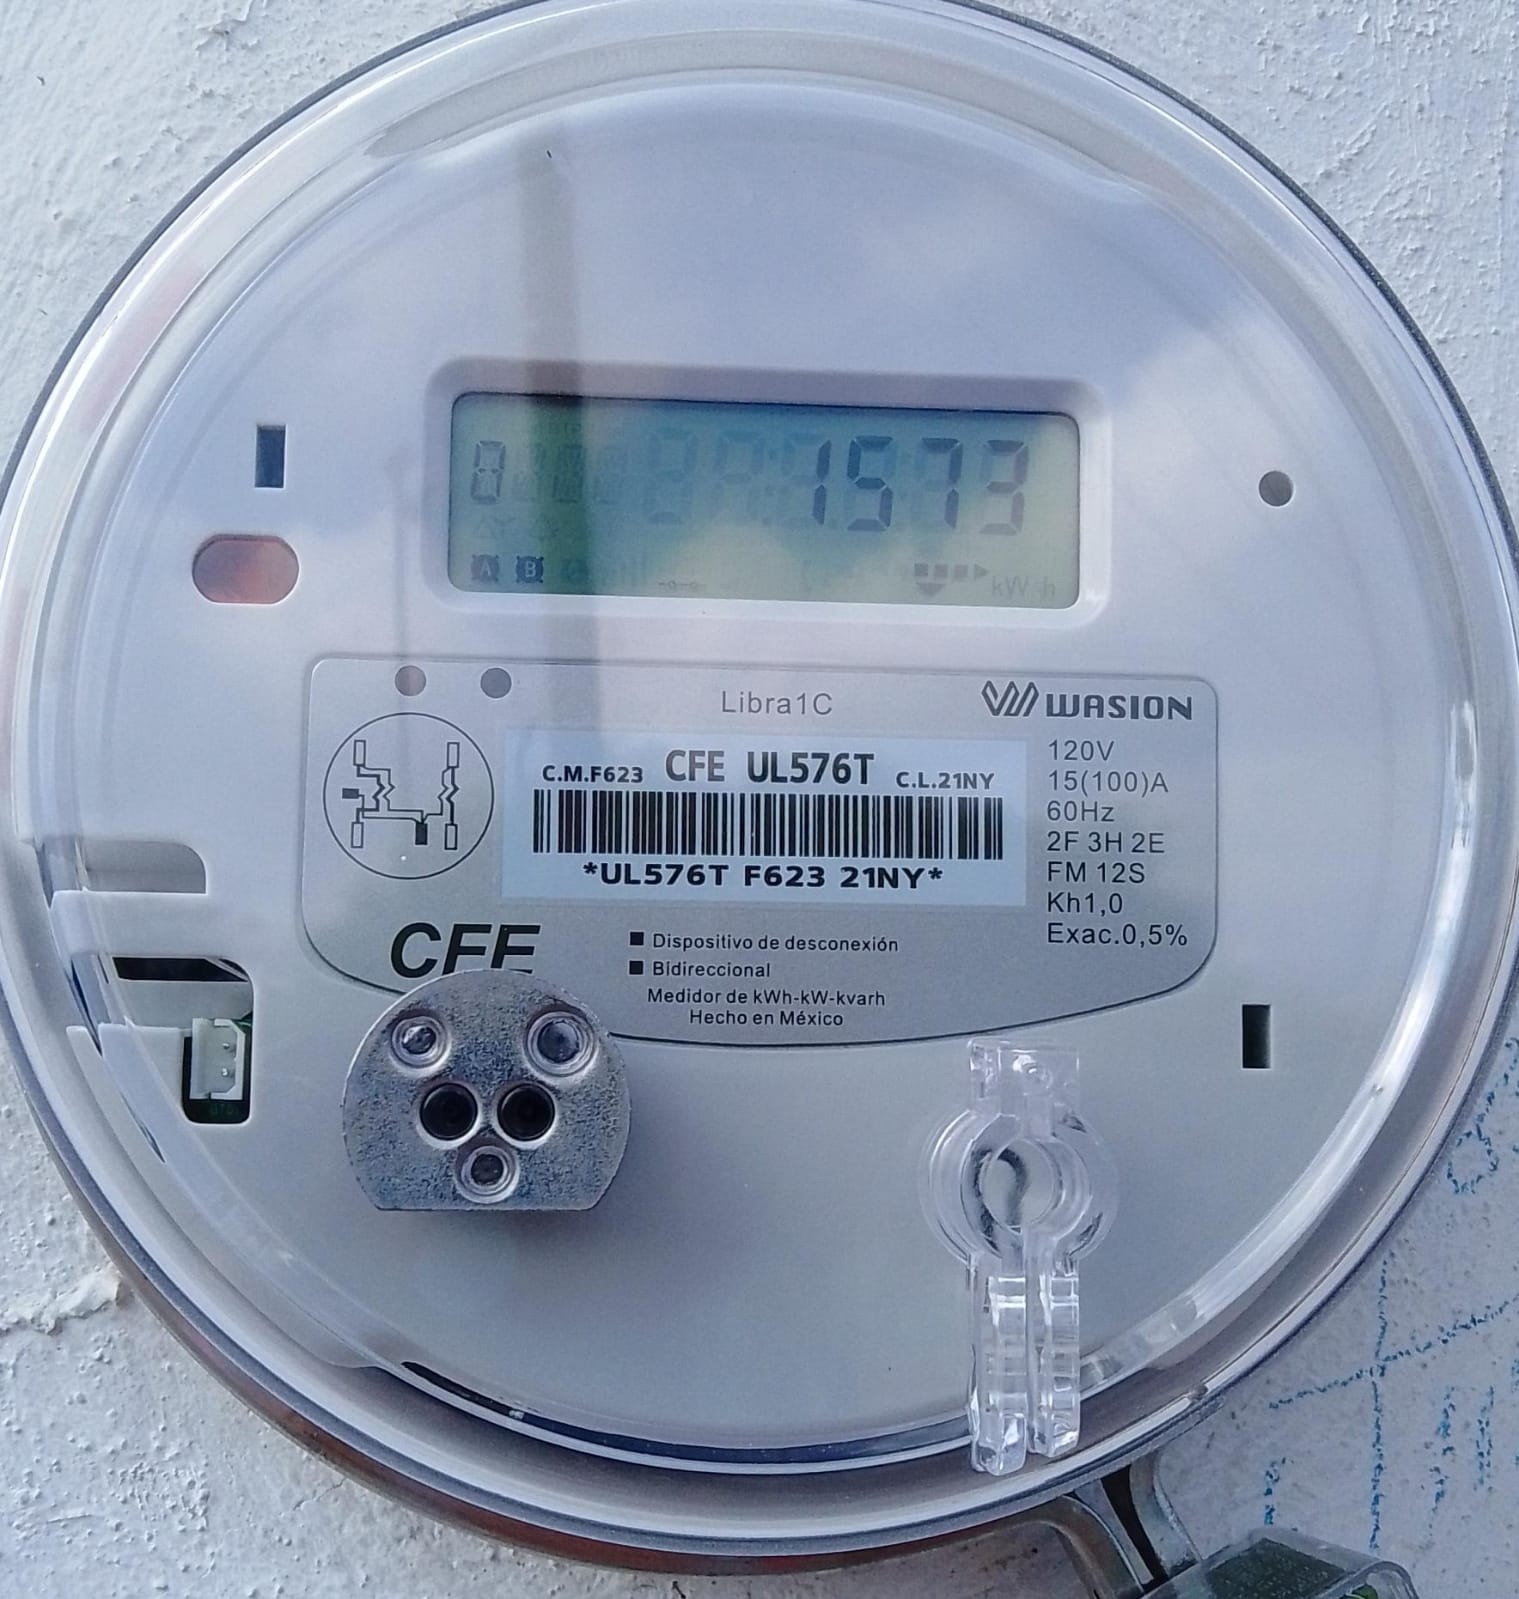 0 1573
A B
kWh
Libra1C
WASION
C.M.F623 CFE UL576T C.L.21NY
*UL576T F623 21NY*
120V
15(100)A
60Hz
2F 3H 2E
FM 12S
Kh1,0
Exac.0,5%
CFE
Dispositivo de desconexión
Bidireccional
Medidor de kWh-kW-kvarh
Hecho en México